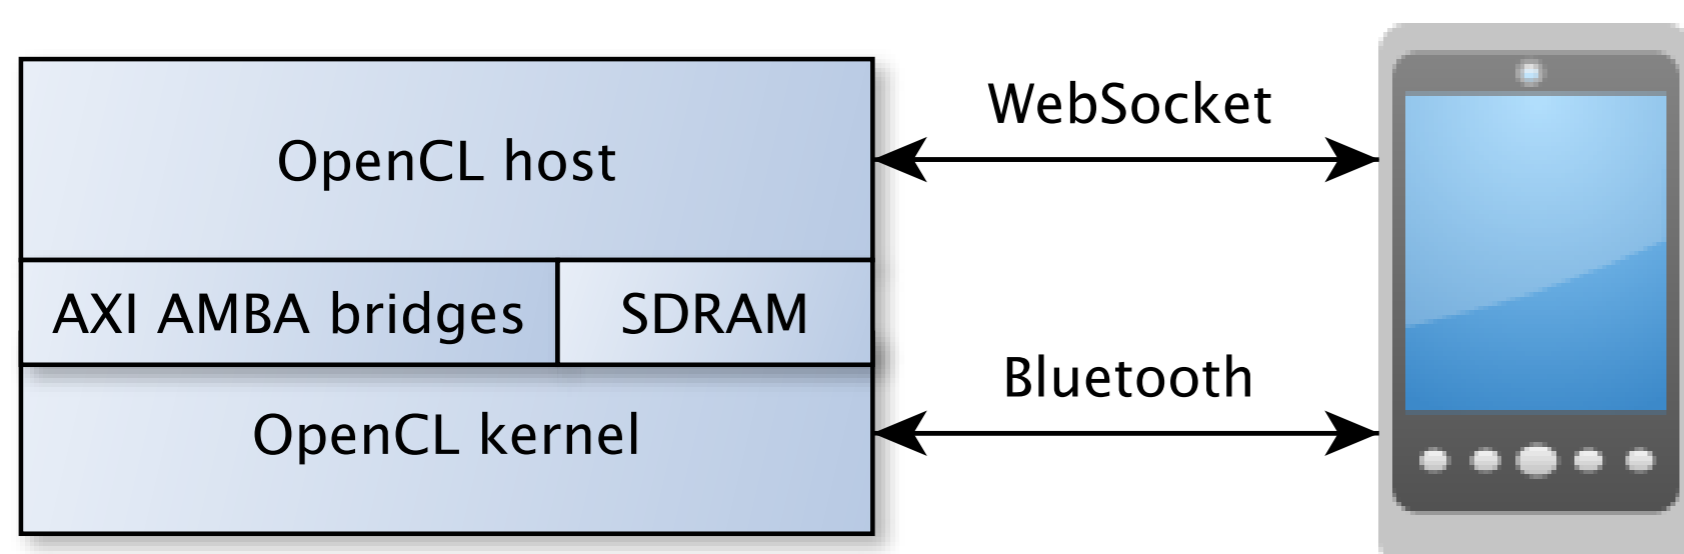 OpenCL host
WebSocket
AXI AMBA bridges
SDRAM
OpenCL kernel
Bluetooth